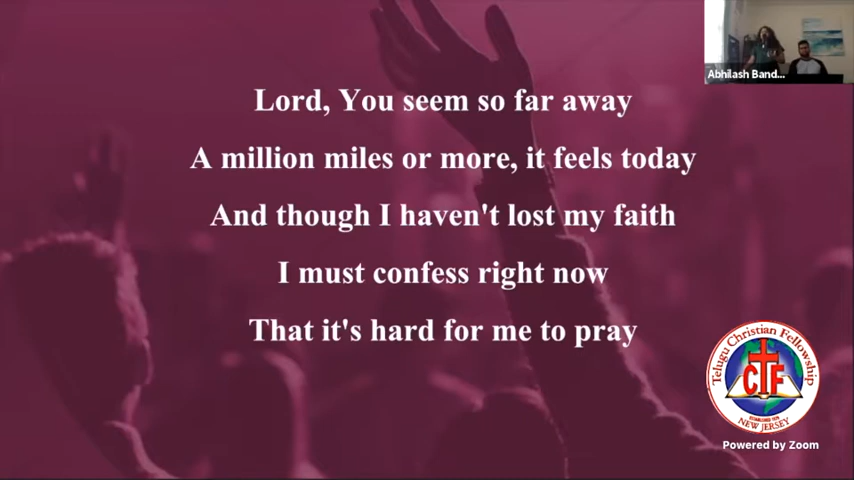 Abhilash Band...
Lord, You seem so far away
A million miles or more, it feels today
And though I haven't lost my faith
I must confess right now
That it's hard for me to pray
Telugu Christian Fellowship
CTF
ESTABLISHED 1979
NEW JERSEY
Powered by Zoom